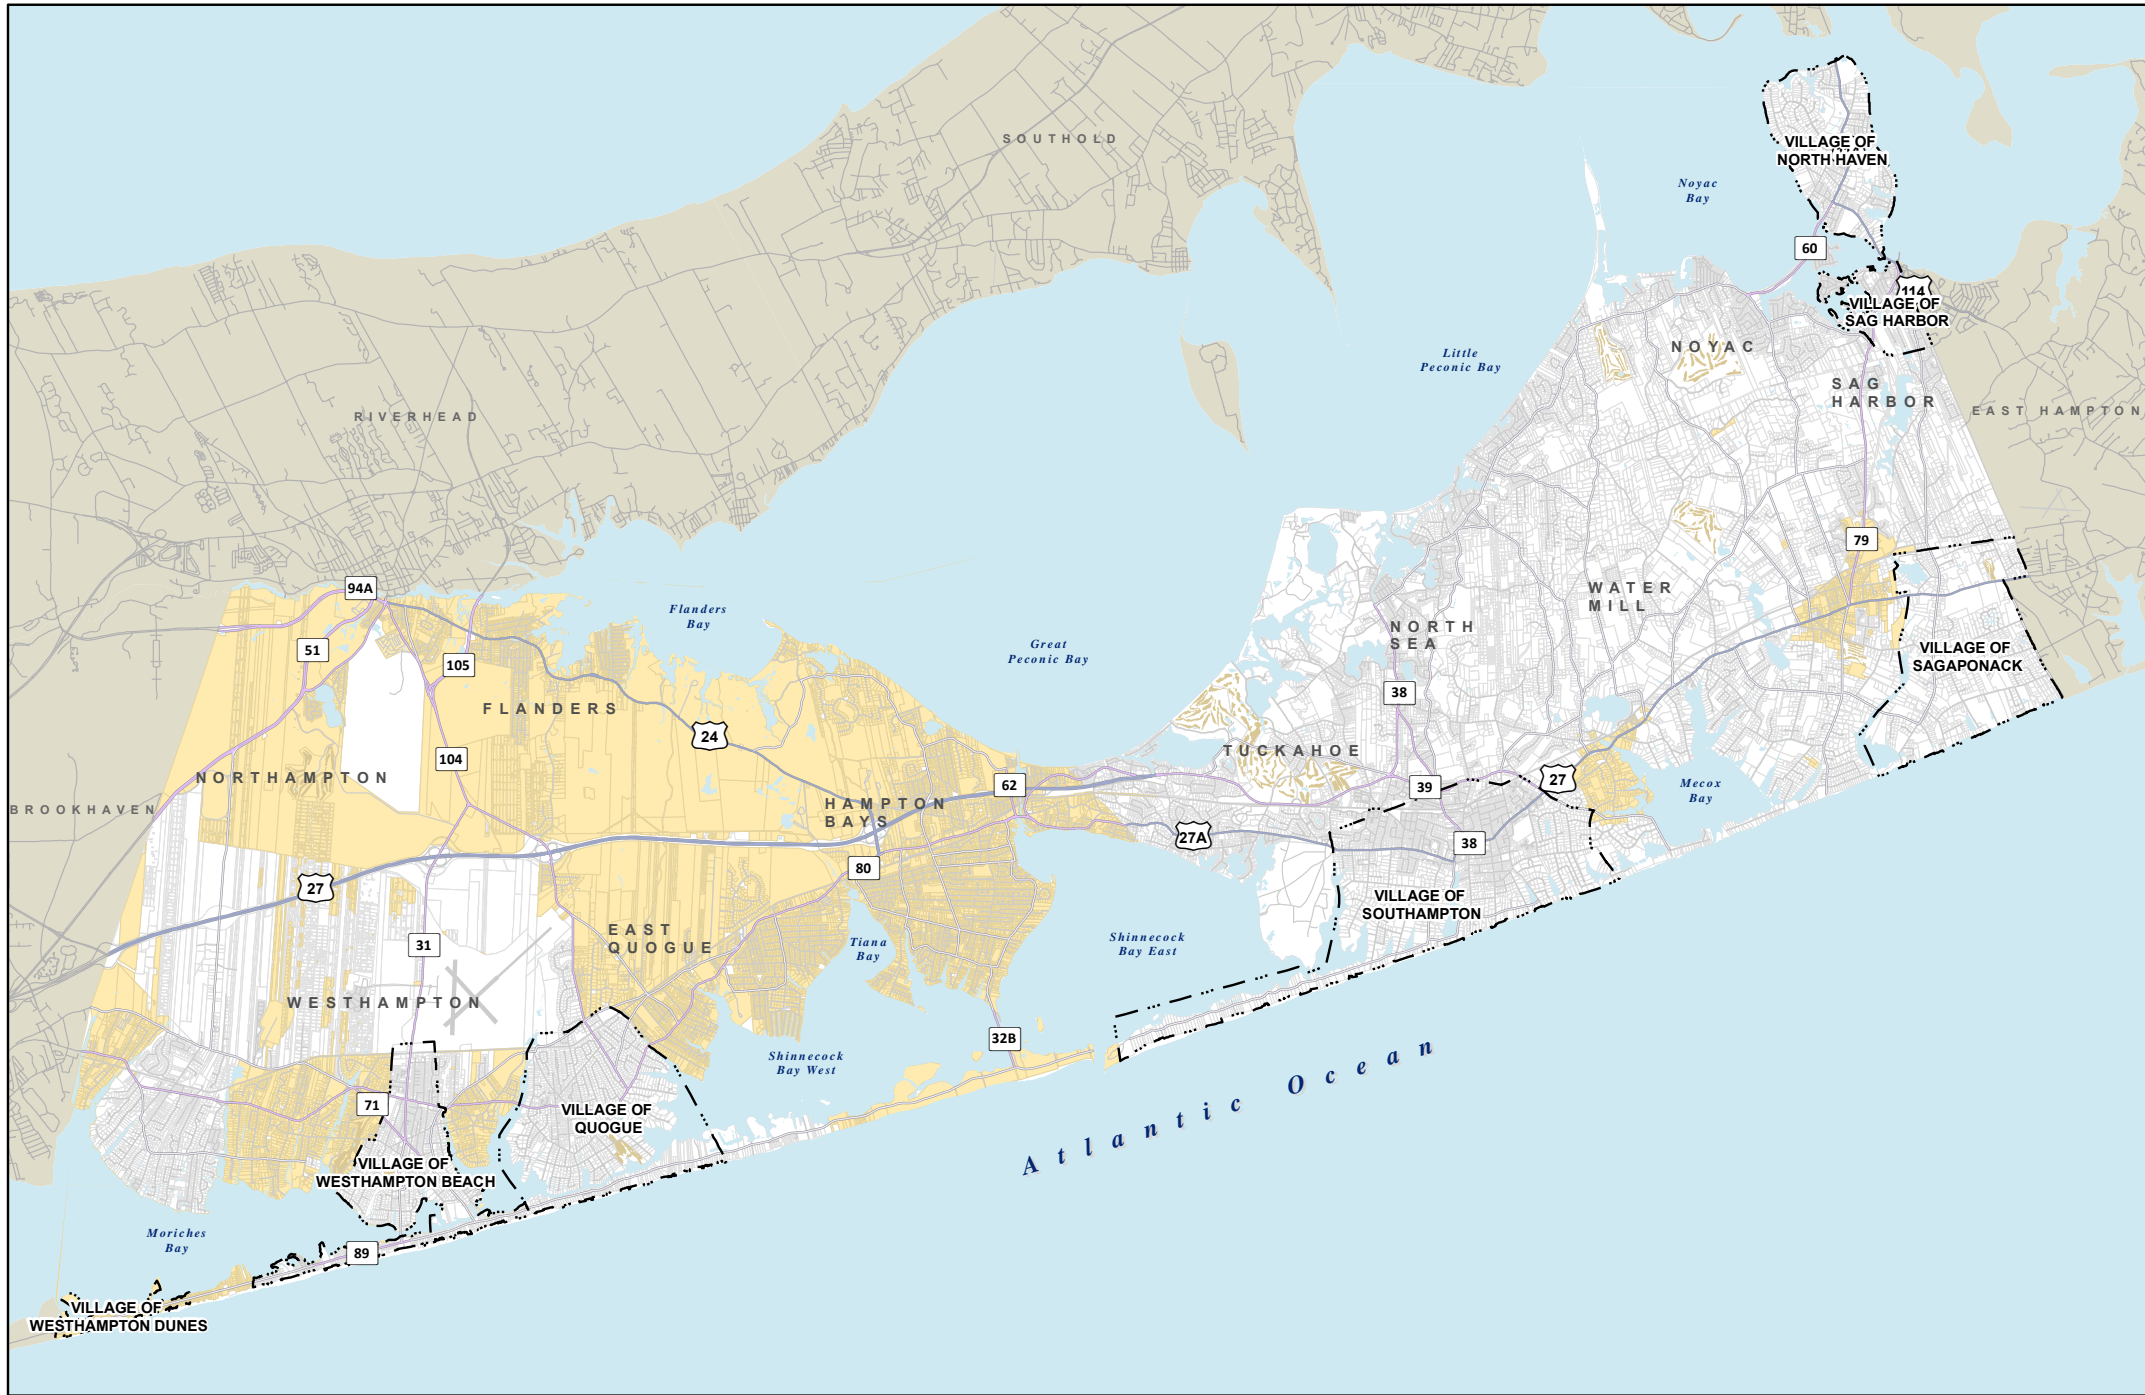 SOUTHOLD
VILLAGE OF
NORTH HAVEN
Noyac
Bay
60
114
VILLAGE OF
SAG HARBOR
NOYAC
Little
Peconic Bay
SAG
HARBOR
EAST HAMPTON
RIVERHEAD
79
94A
WATER
MILL
Flanders
Bay
NORTH
SEA
Great
Peconic Bay
51
105
VILLAGE OF
SAGAPONACK
38
FLANDERS
24
TUCKAHOE
104
NORTHAMPTON
62
39
27
Mecox
Bay
BROOKHAVEN
HAMPTON
BAYS
27A
38
80
27
VILLAGE OF
SOUTHAMPTON
EAST
QUOGUE
31
Tiana
Bay
Shinnecock
Bay East
WESTHAMPTON
32B
Shinnecock
Bay West
Atlantic Ocean
71
VILLAGE OF
QUOGUE
VILLAGE OF
WESTHAMPTON BEACH
Moriches
Bay
89
VILLAGE OF
WESTHAMPTON DUNES